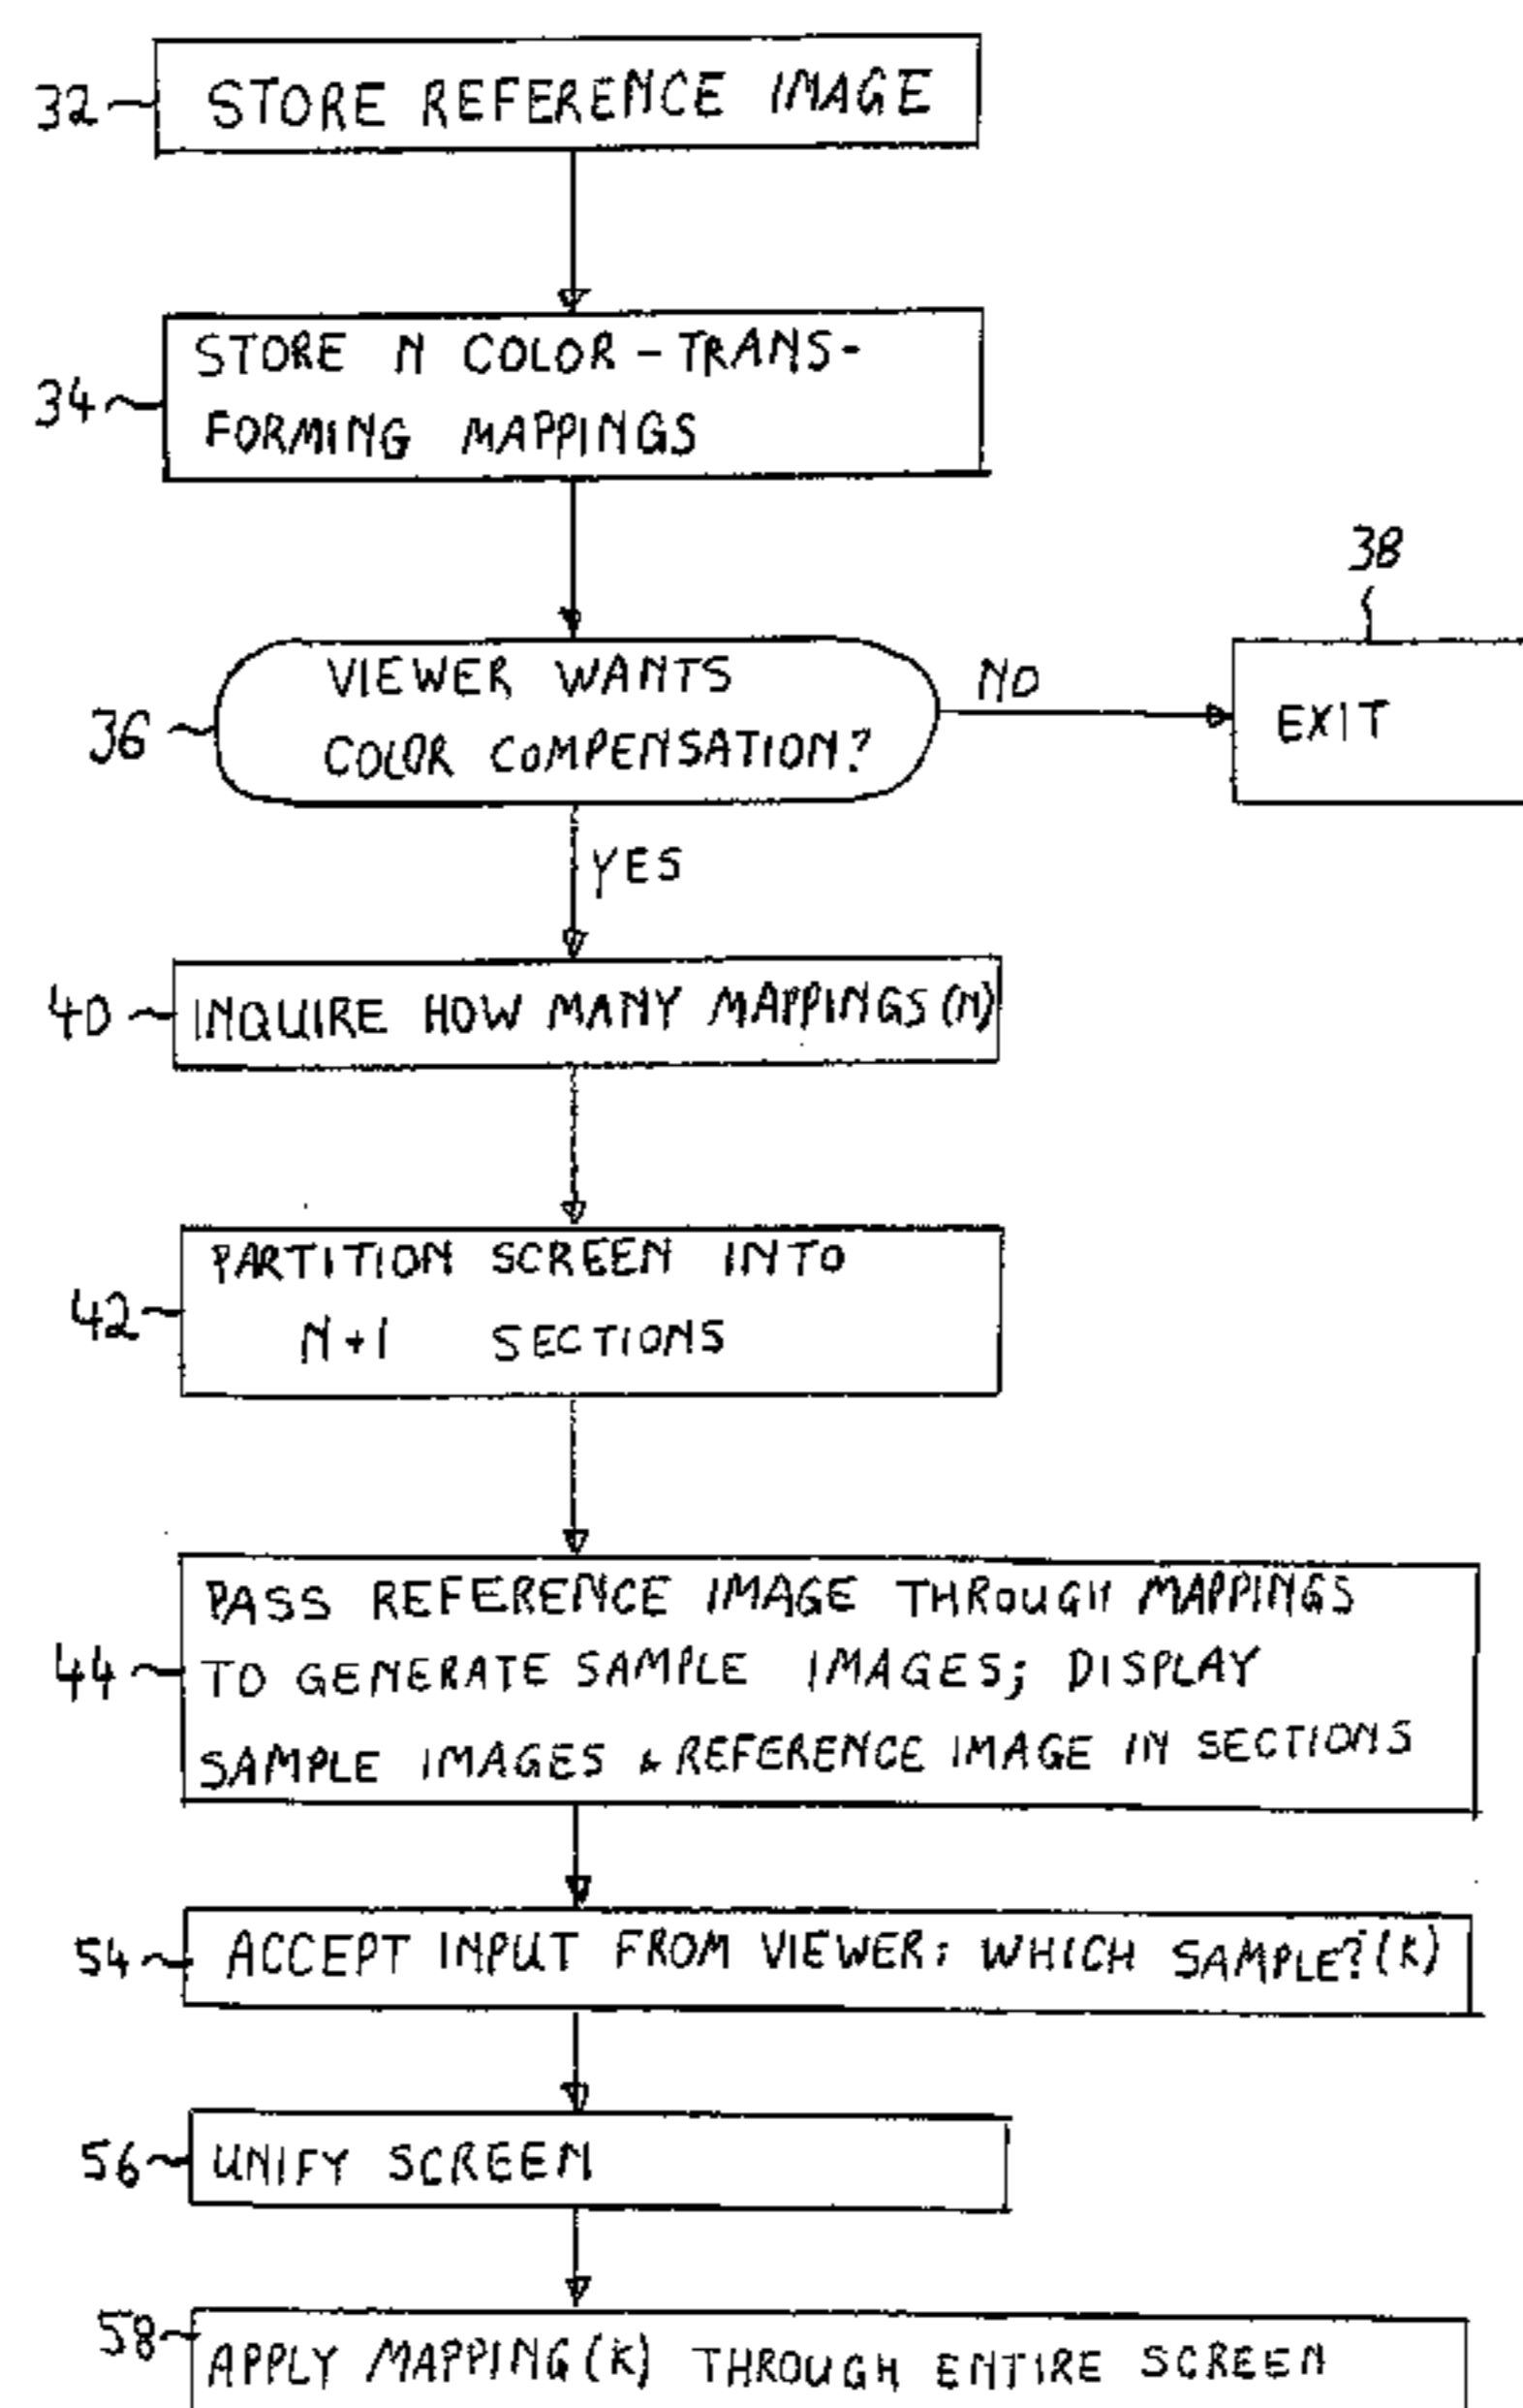 32
STORE REFERENCE IMAGE
34
STORE N COLOR-TRANS-
FORMING MAPPINGS
38
36
VIEWER WANTS
COLOR COMPENSATION?
NO
EXIT
YES
40
INQUIRE HOW MANY MAPPINGS (N)
42
PARTITION SCREEN INTO
N+1 SECTIONS
44
PASS REFERENCE IMAGE THROUGH MAPPINGS
TO GENERATE SAMPLE IMAGES; DISPLAY
SAMPLE IMAGES & REFERENCE IMAGE IN SECTIONS
54
ACCEPT INPUT FROM VIEWER: WHICH SAMPLE? (K)
56
UNIFY SCREEN
58
APPLY MAPPING (K) THROUGH ENTIRE SCREEN